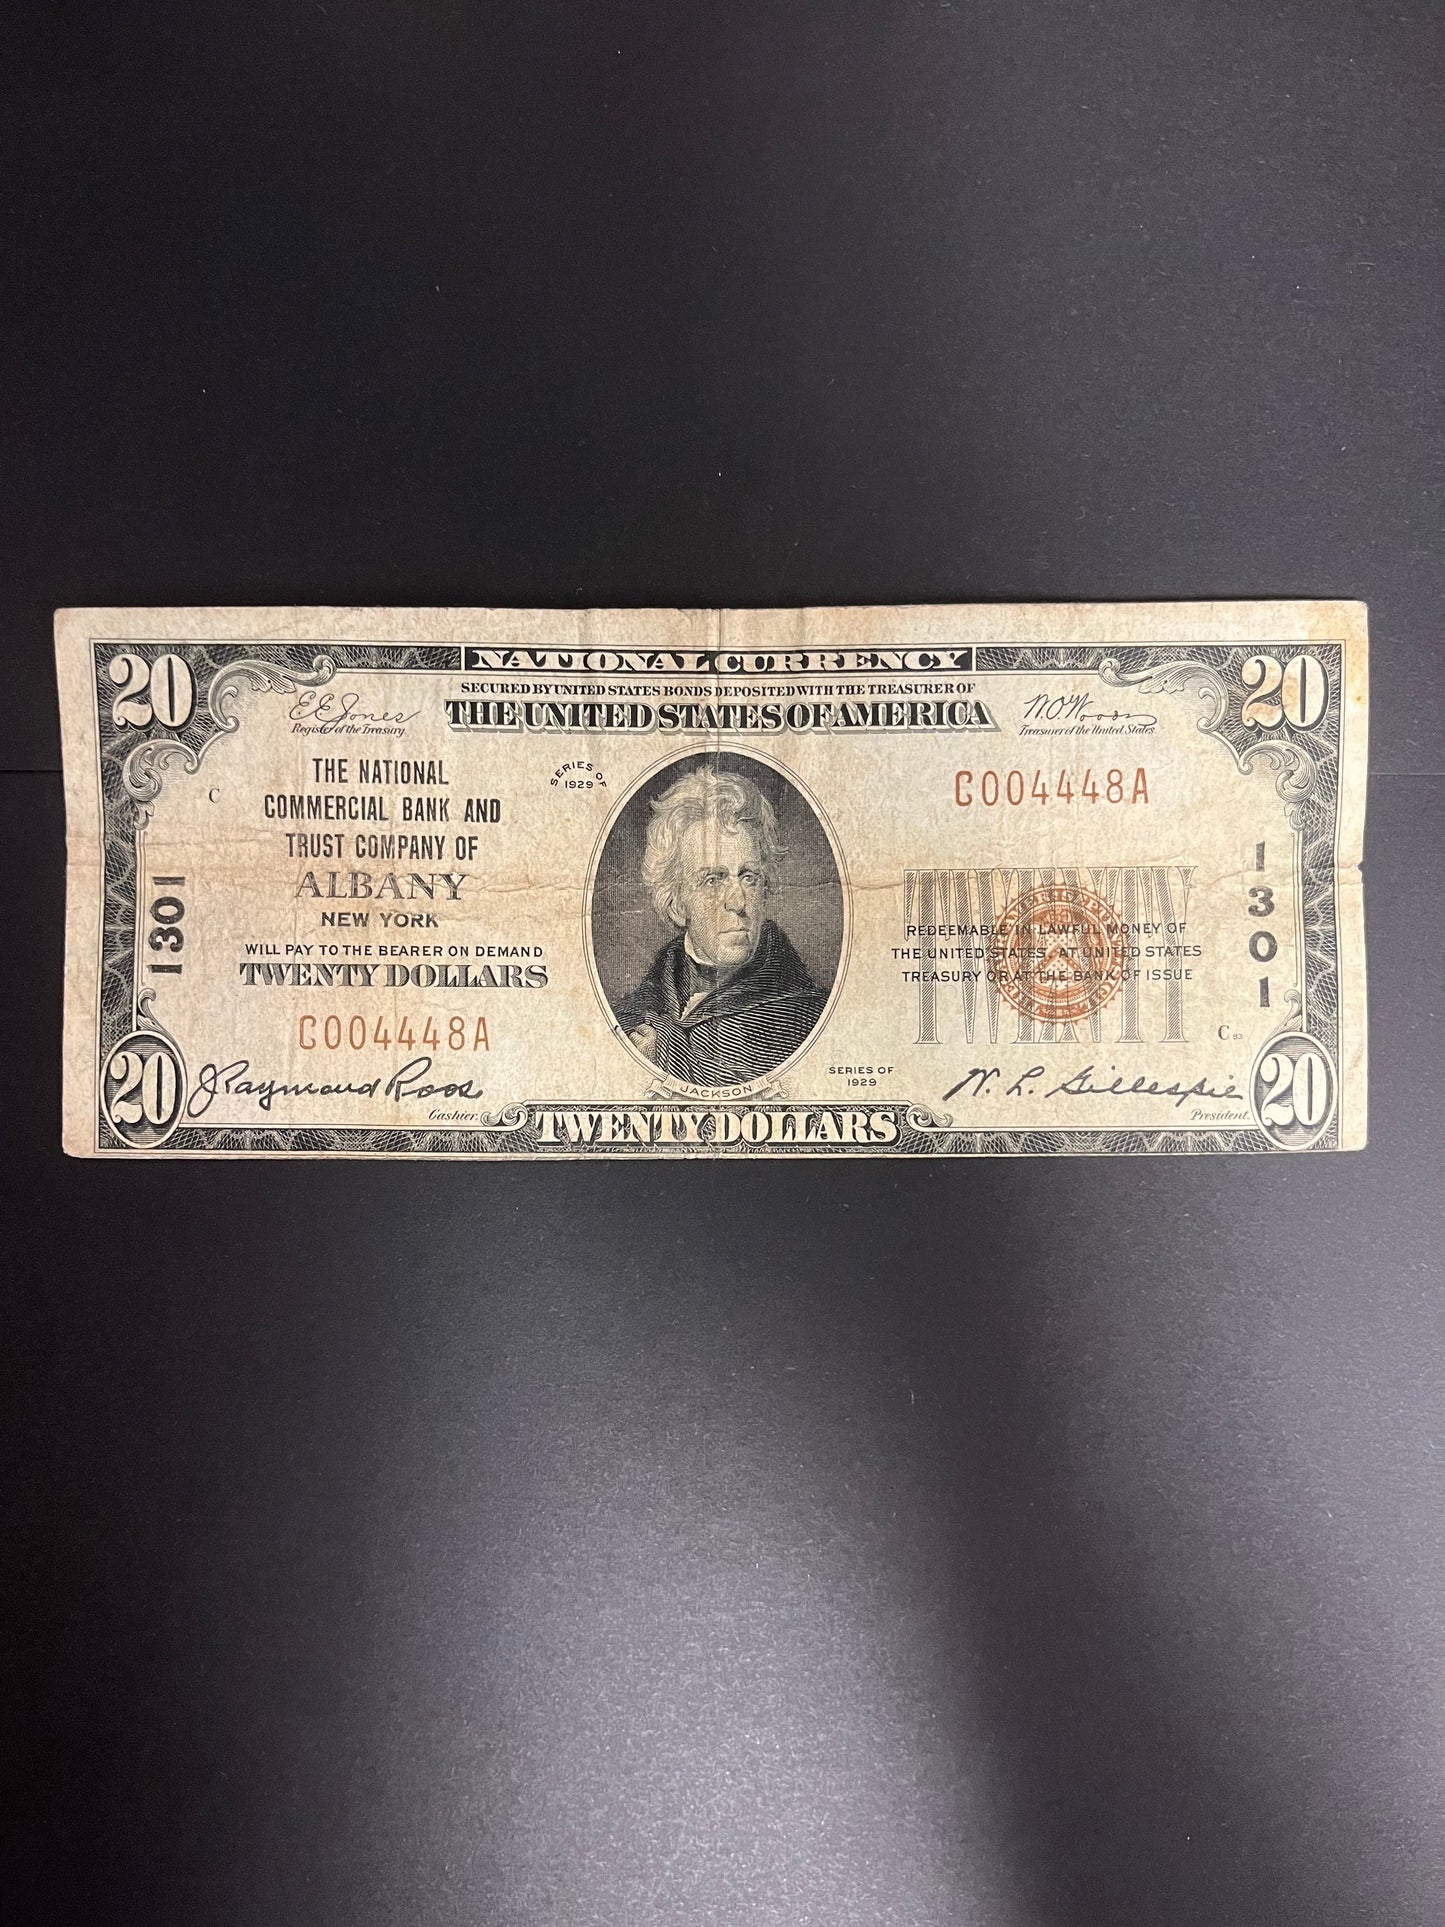 NATIONAL CURRENCY
SECURED BY UNITED STATES BONDS DEPOSITED WITH THE TREASURER OF
THE UNITED STATES OF AMERICA
20
20
E E Jones
Register of the Treasury.
W.O. Woods
Treasurer of the United States.
THE NATIONAL
COMMERCIAL BANK AND
TRUST COMPANY OF
ALBANY
NEW YORK
WILL PAY TO THE BEARER ON DEMAND
TWENTY DOLLARS
C
SERIES OF
1929
C004448A
1301
1301
TWENTY
REDEEMABLE IN LAWFUL MONEY OF
THE UNITED STATES, AT UNITED STATES
TREASURY OR AT THE BANK OF ISSUE
C004448A
C 83
SERIES OF
1929
JACKSON
20
J Raymond Roos
Cashier.
W. L. Gillespie
President.
20
TWENTY DOLLARS